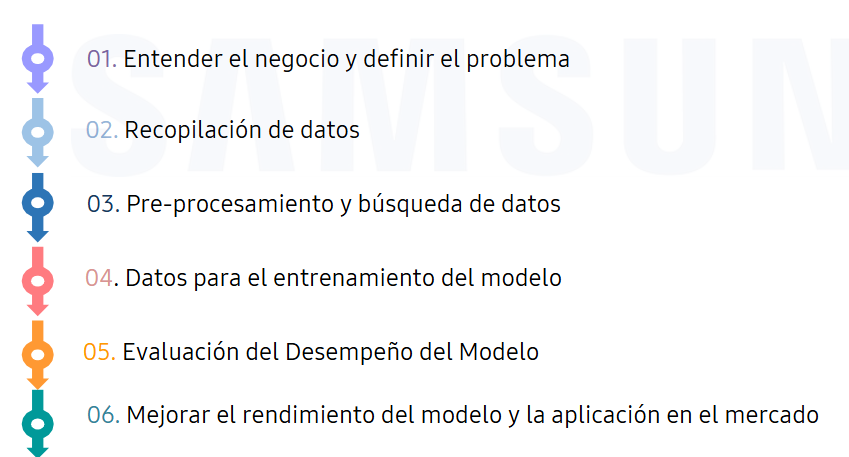 SAMSUN
01. Entender el negocio y definir el problema
02. Recopilación de datos
03. Pre-procesamiento y búsqueda de datos
04. Datos para el entrenamiento del modelo
05. Evaluación del Desempeño del Modelo
06. Mejorar el rendimiento del modelo y la aplicación en el mercado